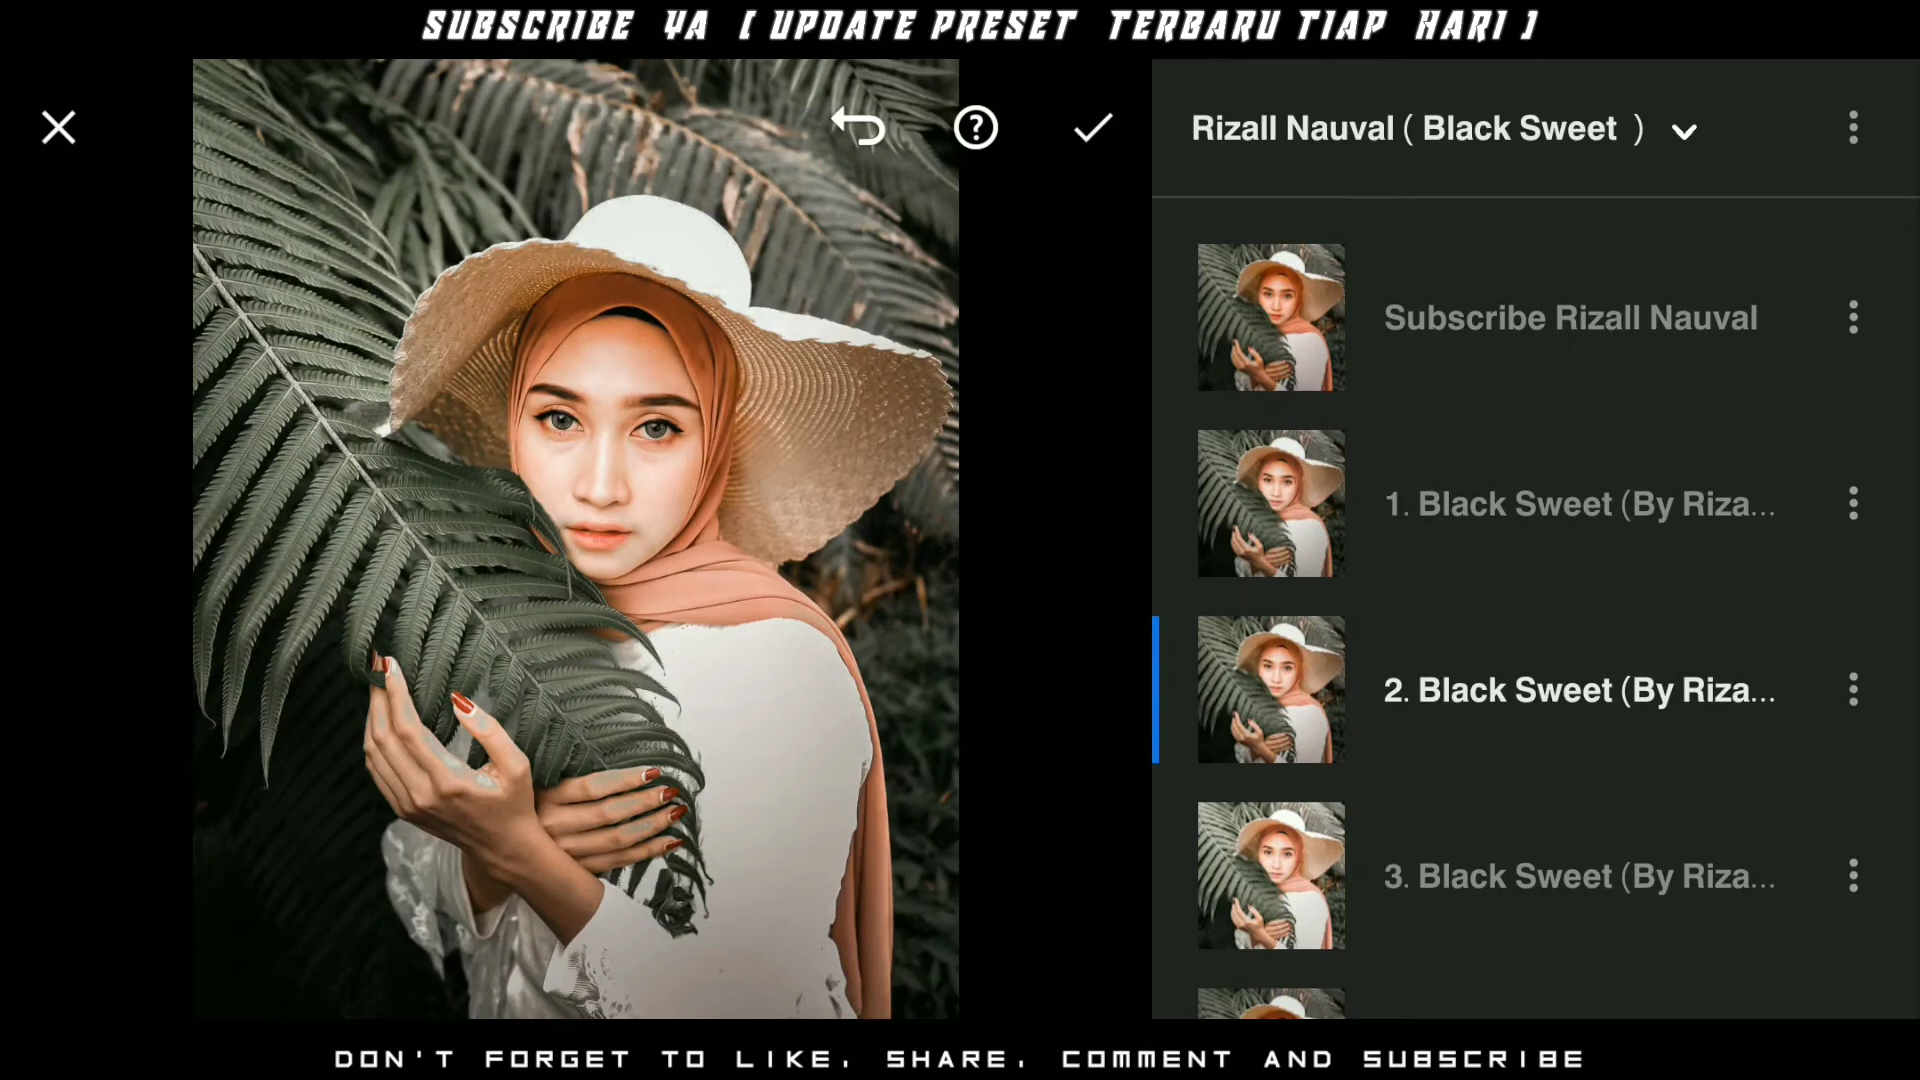 SUBSCRIBE YA [ UPDATE PRESET TERBARU TIAP HARI ]
Rizall Nauval ( Black Sweet )
Subscribe Rizall Nauval
1. Black Sweet (By Riza...
2. Black Sweet (By Riza...
3. Black Sweet (By Riza...
DON'T FORGET TO LIKE, SHARE, COMMENT AND SUBSCRIBE